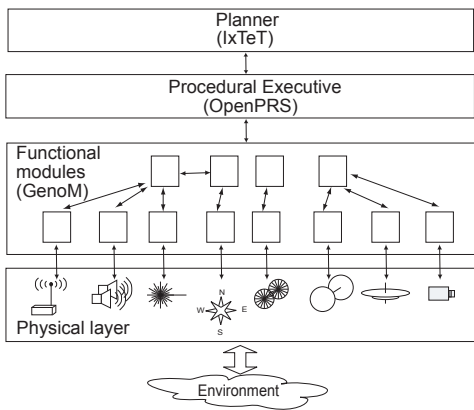 Planner
(IxTeT)
Procedural Executive
(OpenPRS)
Functional
modules
(GenoM)
N
W
E
S
Physical layer
Environment